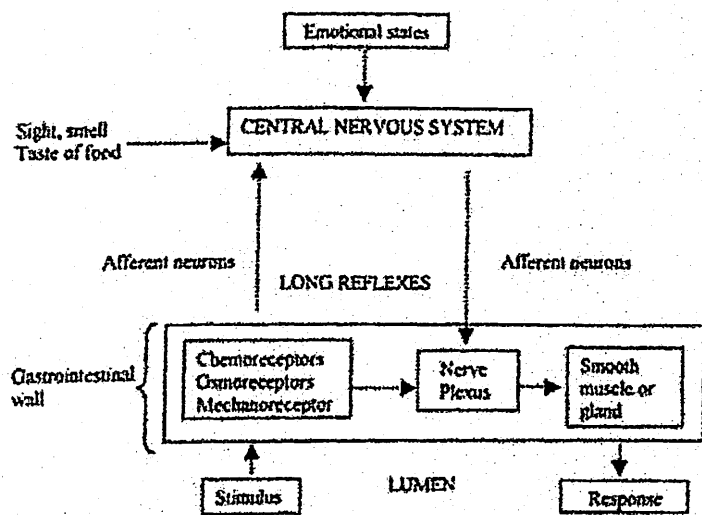 Emotional states
Sight, smell
Taste of food
CENTRAL NERVOUS SYSTEM
Afferent neurons
LONG REFLEXES
Afferent neurons
Gastrointestinal
wall
Chemoreceptors
Osmoreceptors
Mechanoreceptor
Nerve
Plexus
Smooth
muscle or
gland
Stimulus
LUMEN
Response